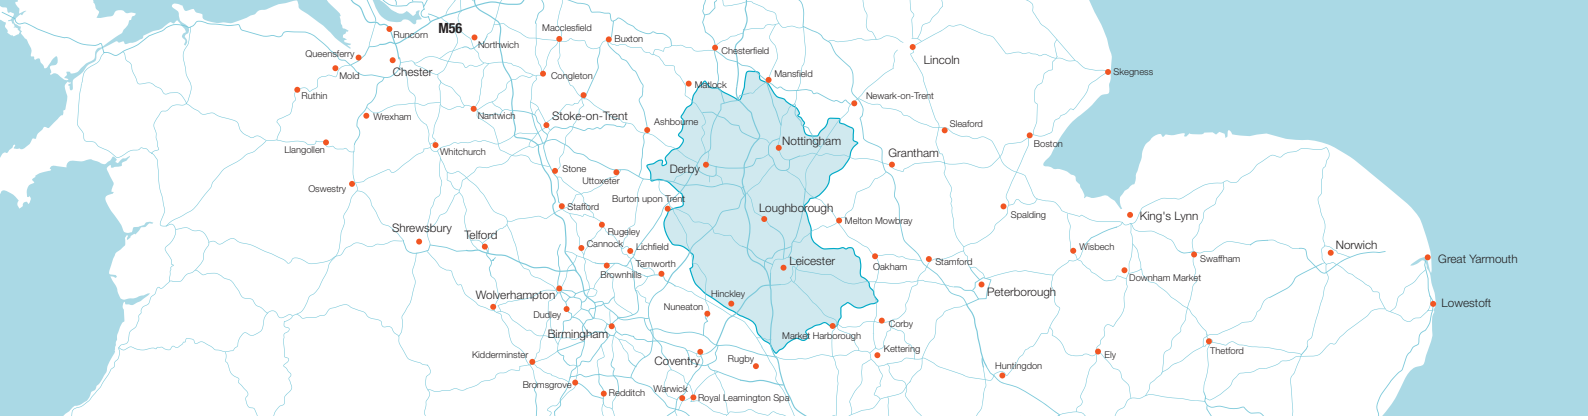 M56
Macclesfield
Buxton
Runcorn
Northwich
Queensferry
Mold
Chester
Congleton
Chesterfield
Matlock
Mansfield
Lincoln
Skegness
Ruthin
Wrexham
Nantwich
Stoke-on-Trent
Ashbourne
Newark-on-Trent
Sleaford
Boston
Llangollen
Whitchurch
Nottingham
Grantham
Derby
Oswestry
Stone
Uttoxeter
Burton upon Trent
Stafford
Loughborough
Melton Mowbray
Spalding
King's Lynn
Shrewsbury
Telford
Rugeley
Cannock
Lichfield
Wisbech
Norwich
Tamworth
Brownhills
Leicester
Oakham
Stamford
Swaffham
Great Yarmouth
Downham Market
Wolverhampton
Hinckley
Peterborough
Lowestoft
Dudley
Nuneaton
Birmingham
Market Harborough
Corby
Kidderminster
Coventry
Rugby
Kettering
Ely
Thetford
Huntingdon
Bromsgrove
Redditch
Warwick
Royal Leamington Spa